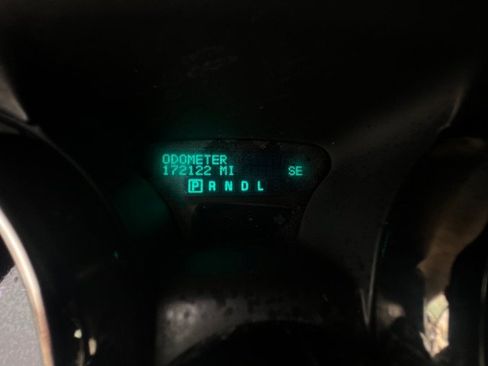 ODOMETER
172122 MI SE
P R N D L